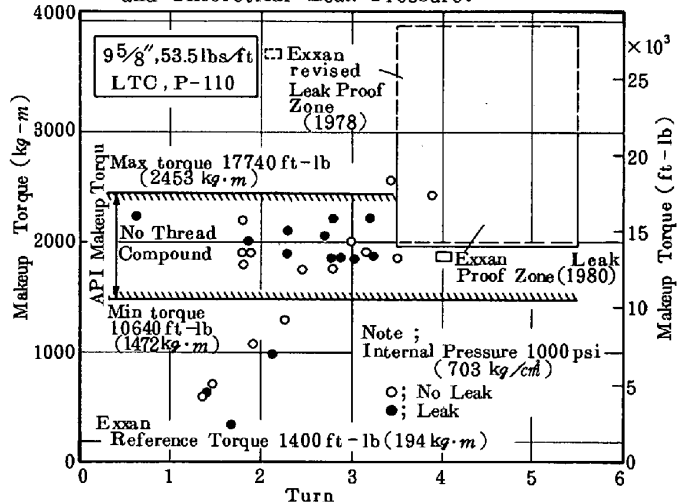 and Differetial Leak Pressure.
4000
3000
2000
1000
0
Makeup Torque (kg-m)
9 5/8″, 53.5 lbs/ft
LTC, P-110
Exxan
revised
Leak Proof
Zone
(1978)
Max torque 17740 ft-lb
(2453 kg·m)
API Makeup Torqu
No Thread
Compound
Min torque
10640 ft-lb
(1472kg·m)
Exxan Leak
Proof Zone (1980)
Note ;
Internal Pressure 1000 psi
(703 kg/cm²)
○; No Leak
●; Leak
Exxan
Reference Torque 1400 ft-lb (194 kg·m)
0 1 2 3 4 5 6
Turn
×10³
25
20
15
10
5
0
Makeup Torque (ft-lb)